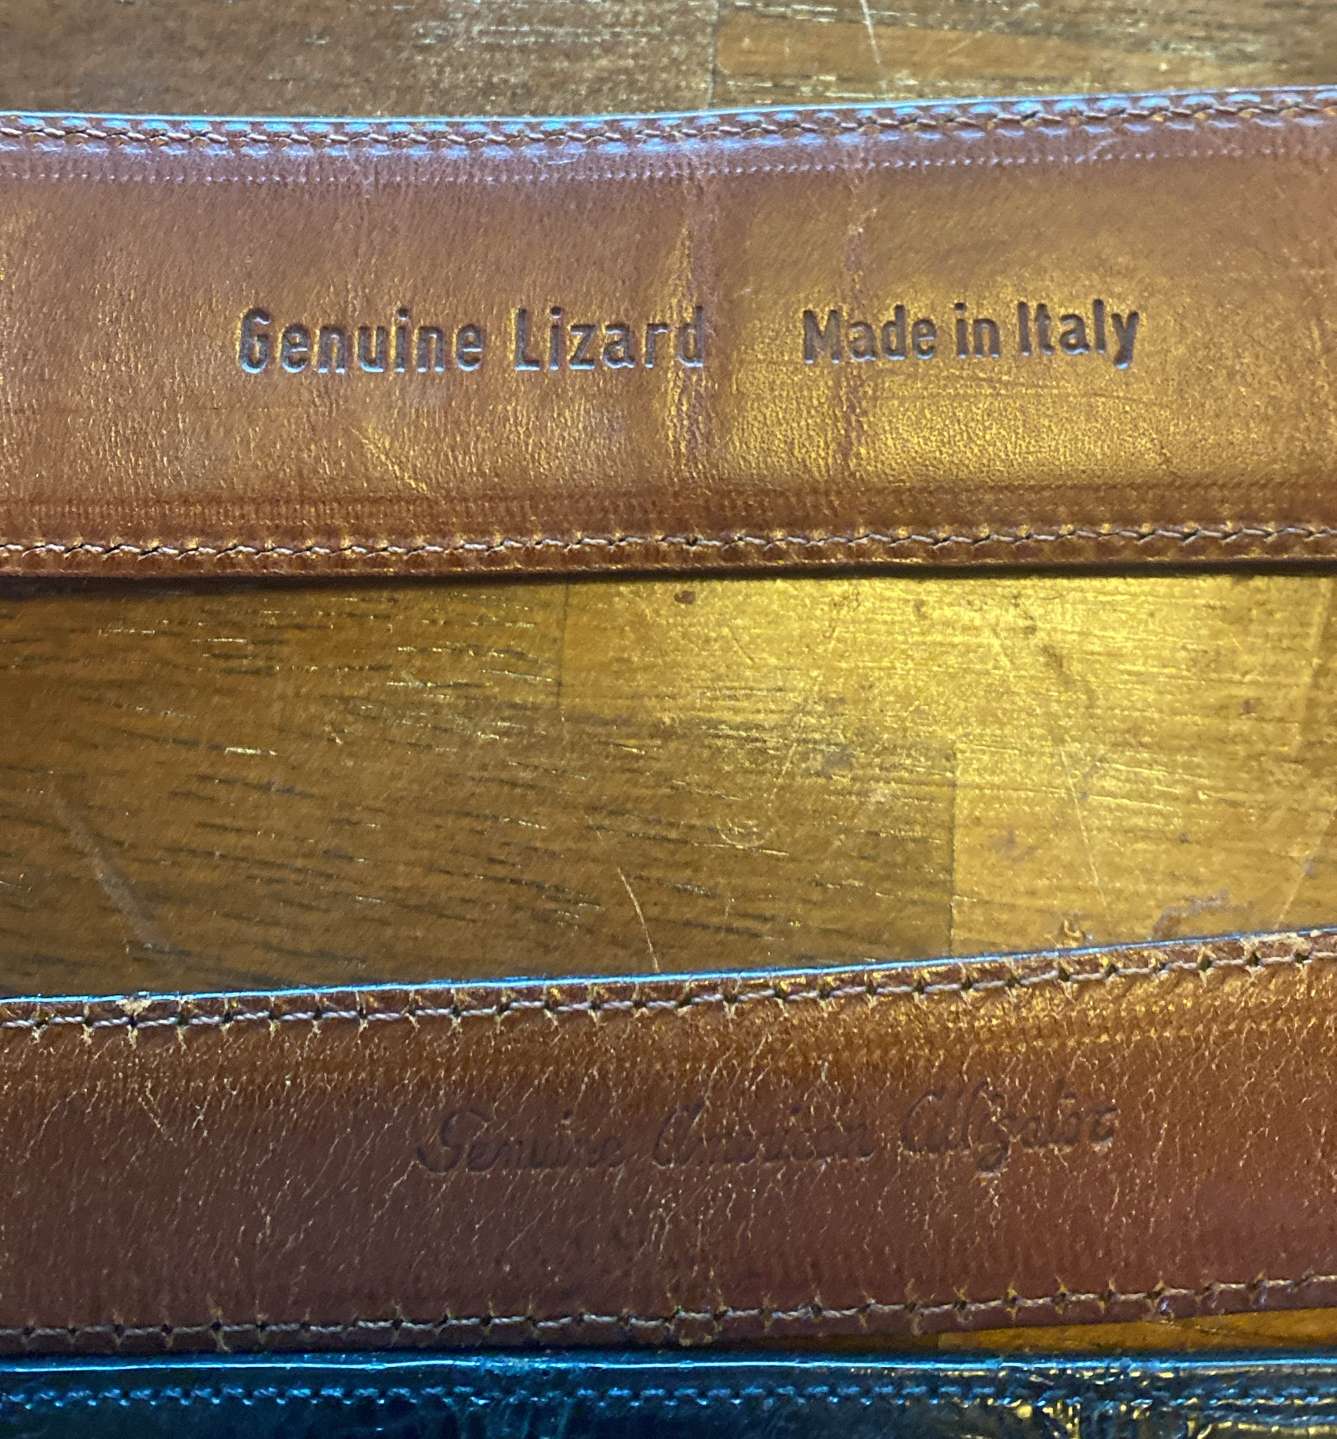 Genuine Lizard Made in Italy
Genuine American Alligator